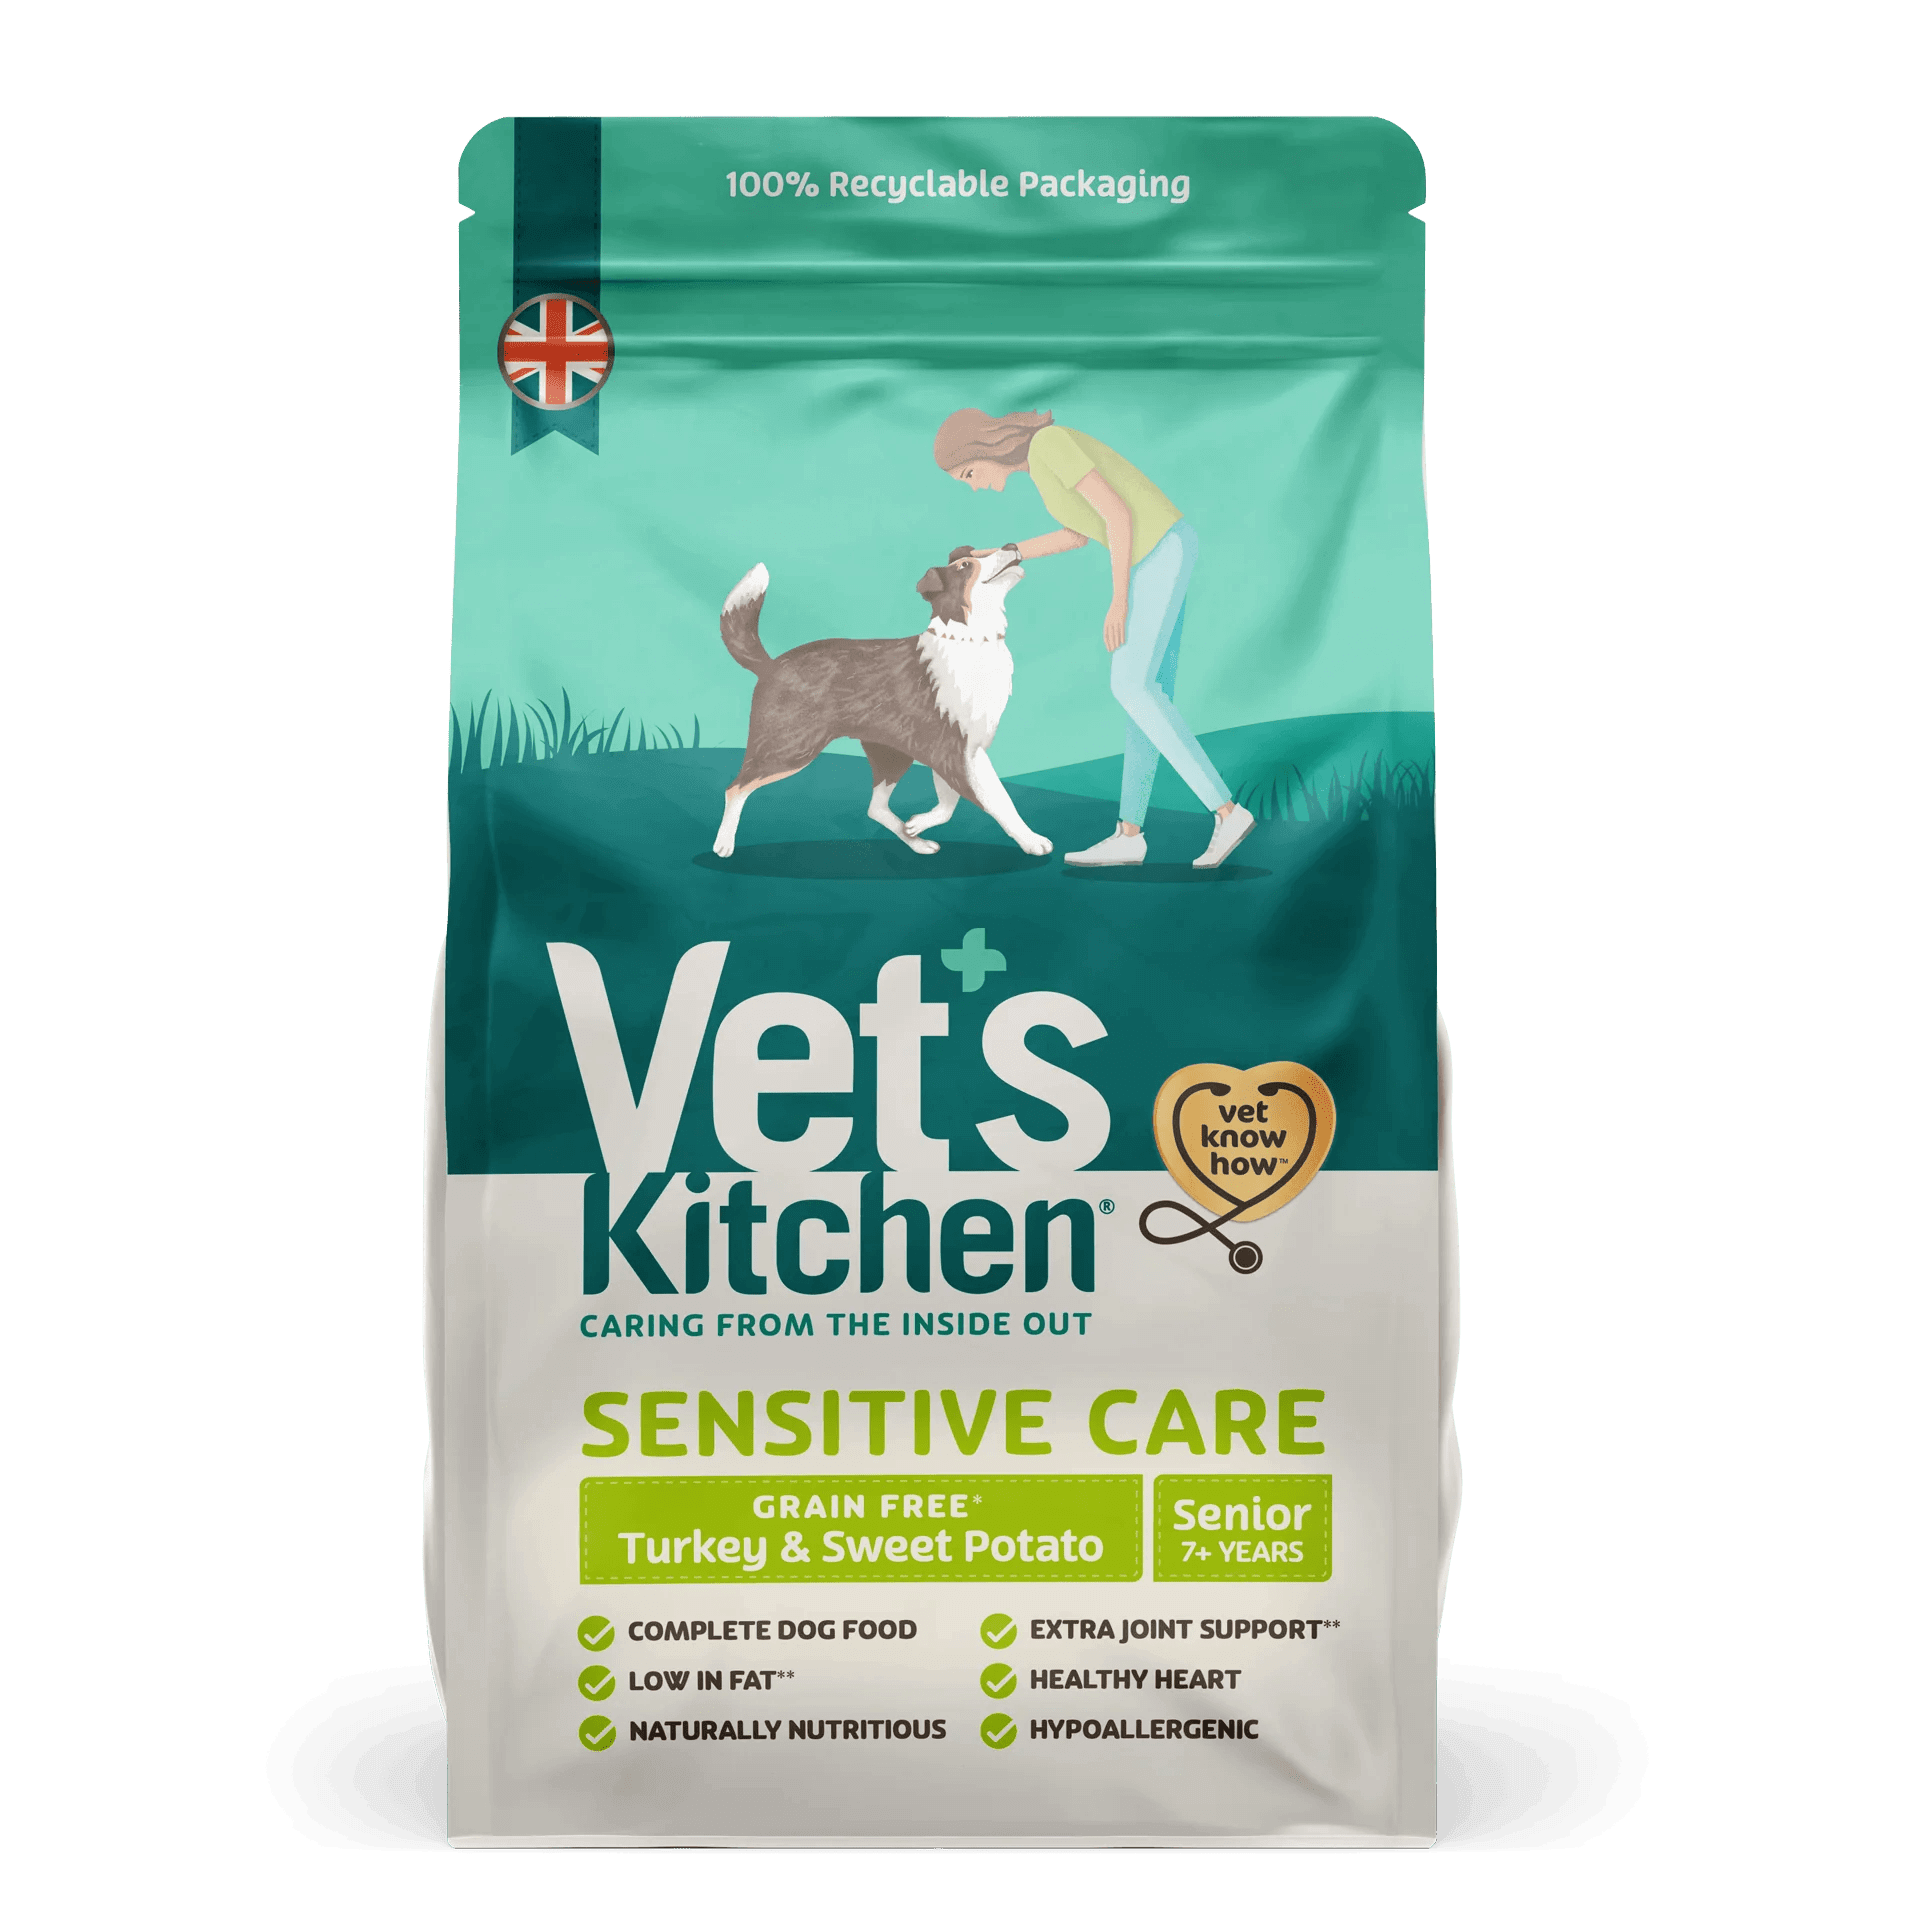 100% Recyclable Packaging
Vet's
Kitchen®
vet
know
how™
CARING FROM THE INSIDE OUT
SENSITIVE CARE
GRAIN FREE*
Turkey & Sweet Potato
Senior
7+ YEARS
COMPLETE DOG FOOD
LOW IN FAT**
NATURALLY NUTRITIOUS
EXTRA JOINT SUPPORT**
HEALTHY HEART
HYPOALLERGENIC